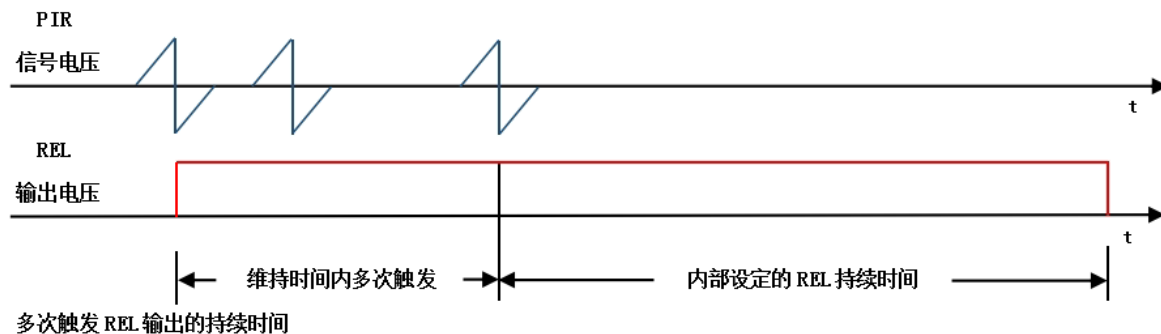 PIR
信号电压
t
REL
输出电压
t
维持时间内多次触发
内部设定的 REL 持续时间
多次触发 REL 输出的持续时间